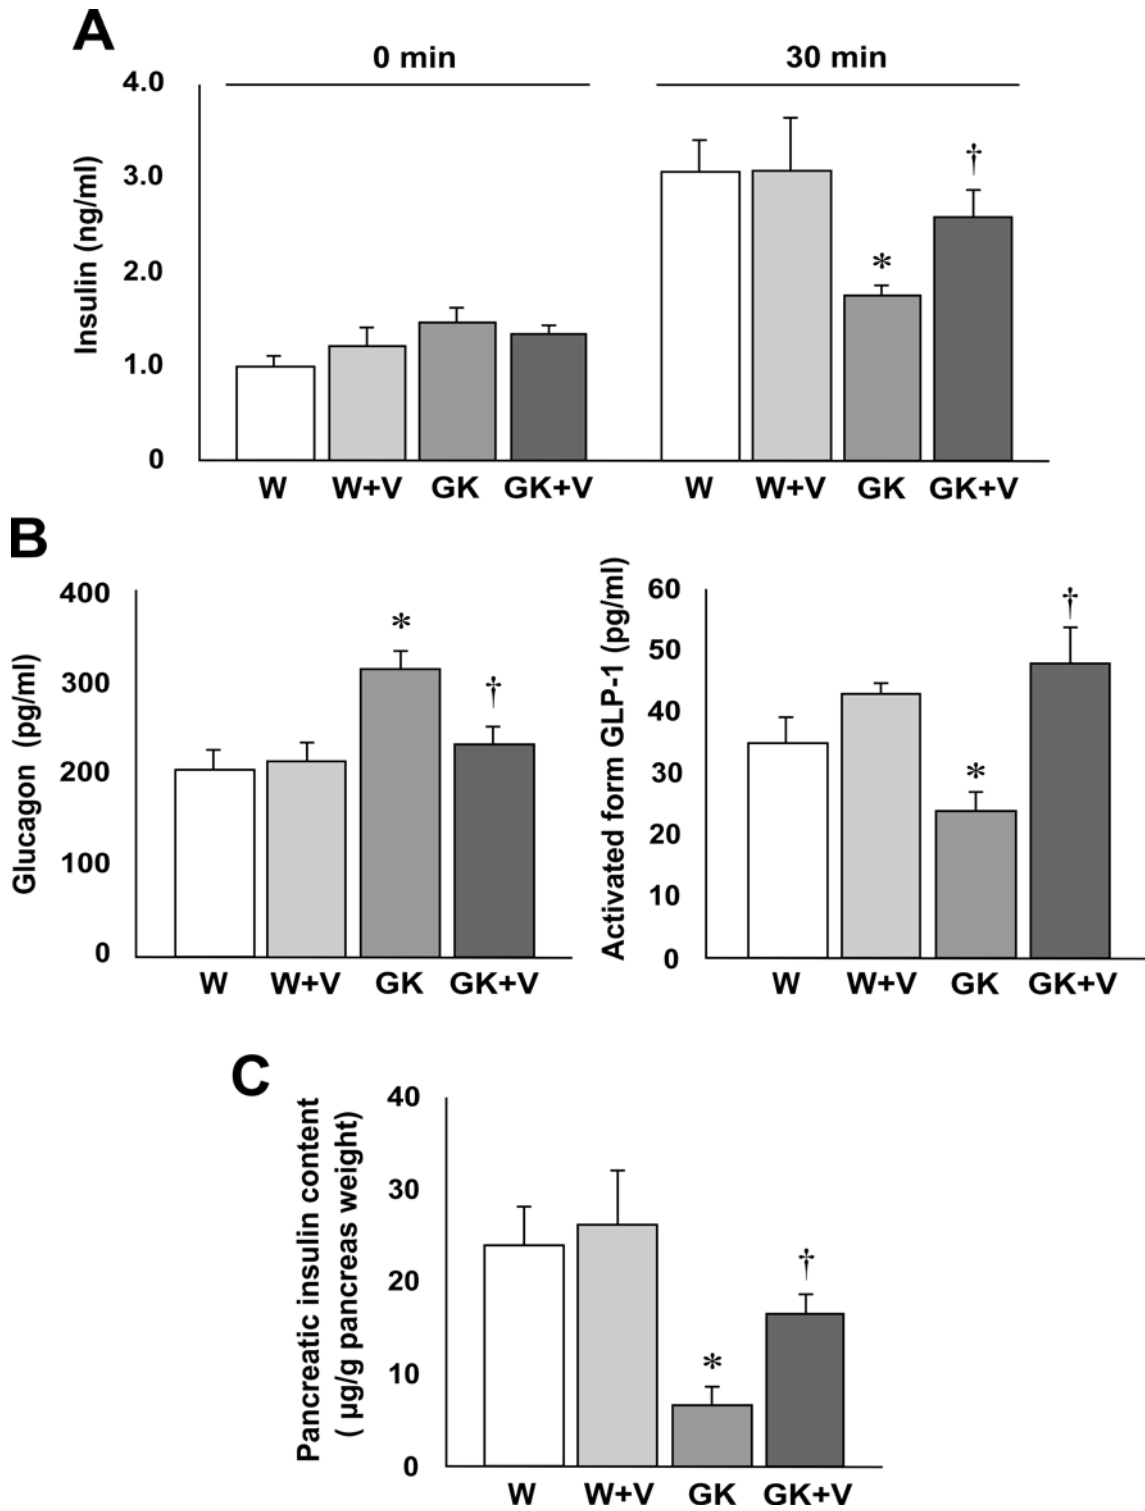 A
0 min
30 min
Insulin (ng/ml)
4.0
3.0
2.0
1.0
0
*
†
W
W+V
GK
GK+V
W
W+V
GK
GK+V
B
Glucagon (pg/ml)
400
300
200
100
0
*
†
W
W+V
GK
GK+V
Activated form GLP-1 (pg/ml)
60
50
40
30
20
10
0
*
†
W
W+V
GK
GK+V
C
Pancreatic insulin content
( µg/g pancreas weight)
40
30
20
10
0
*
†
W
W+V
GK
GK+V